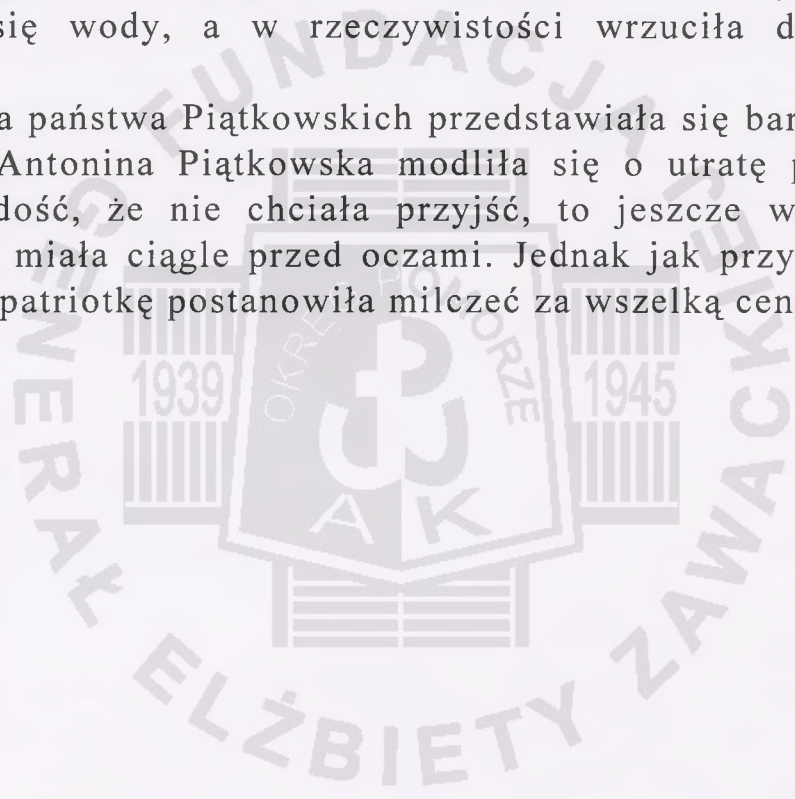 się wody, a w rzeczywistości wrzuciła d
a państwa Piątkowskich przedstawiała się bar
Antonina Piątkowska modliła się o utratę p
dość, że nie chciała przyjść, to jeszcze w
miała ciągle przed oczami. Jednak jak przy
patriotkę postanowiła milczeć za wszelką cen
FUNDACJA GENERAŁ ELŻBIETY ZAWACKIEJ
OKRĘG POMORZE
1939
1945
AK